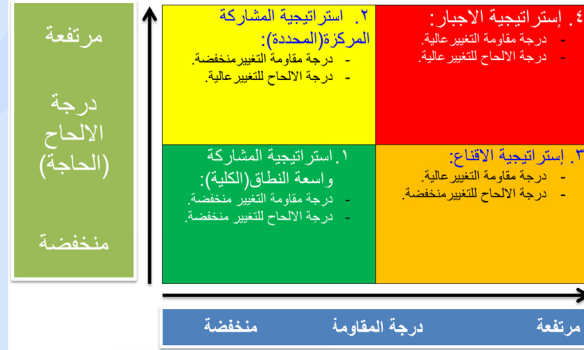 مرتفعة
درجة
الالحاح
(الحاجة)
منخفضة
٤. إستراتيجية الاجبار:
- درجة مقاومة التغيير عالية.
- درجة الالحاح للتغيير عالية.
٢. استراتيجية المشاركة
المركزة(المحددة):
- درجة مقاومة التغيير منخفضة.
- درجة الالحاح للتغيير عالية.
٣. إستراتيجية الاقناع:
- درجة مقاومة التغيير عالية.
- درجة الالحاح للتغيير منخفضة.
١. استراتيجية المشاركة
واسعة النطاق(الكلية):
- درجة مقاومة التغيير منخفضة.
- درجة الالحاح للتغيير منخفضة.
مرتفعة
درجة المقاومة
منخفضة